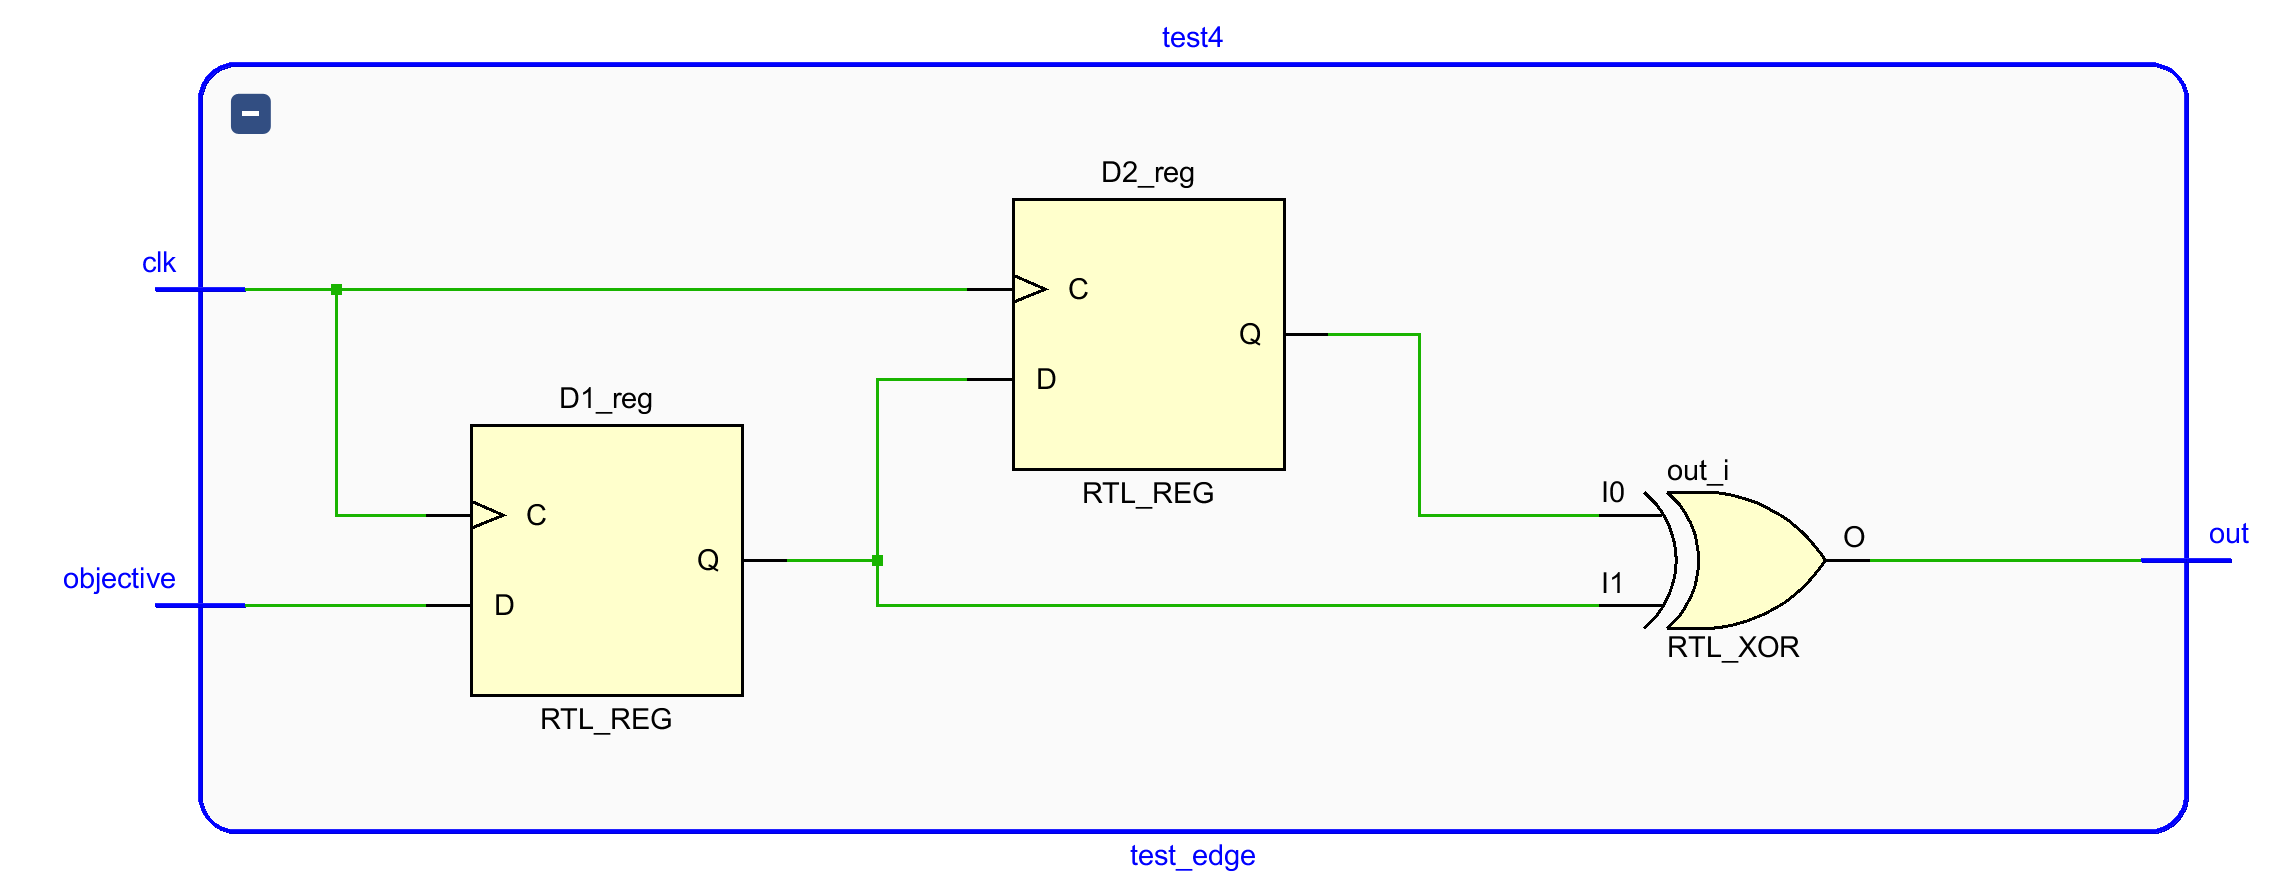 test4
D2_reg
clk
C
Q
D
RTL_REG
D1_reg
C
Q
D
RTL_REG
objective
out_i
I0
I1
O
RTL_XOR
out
test_edge